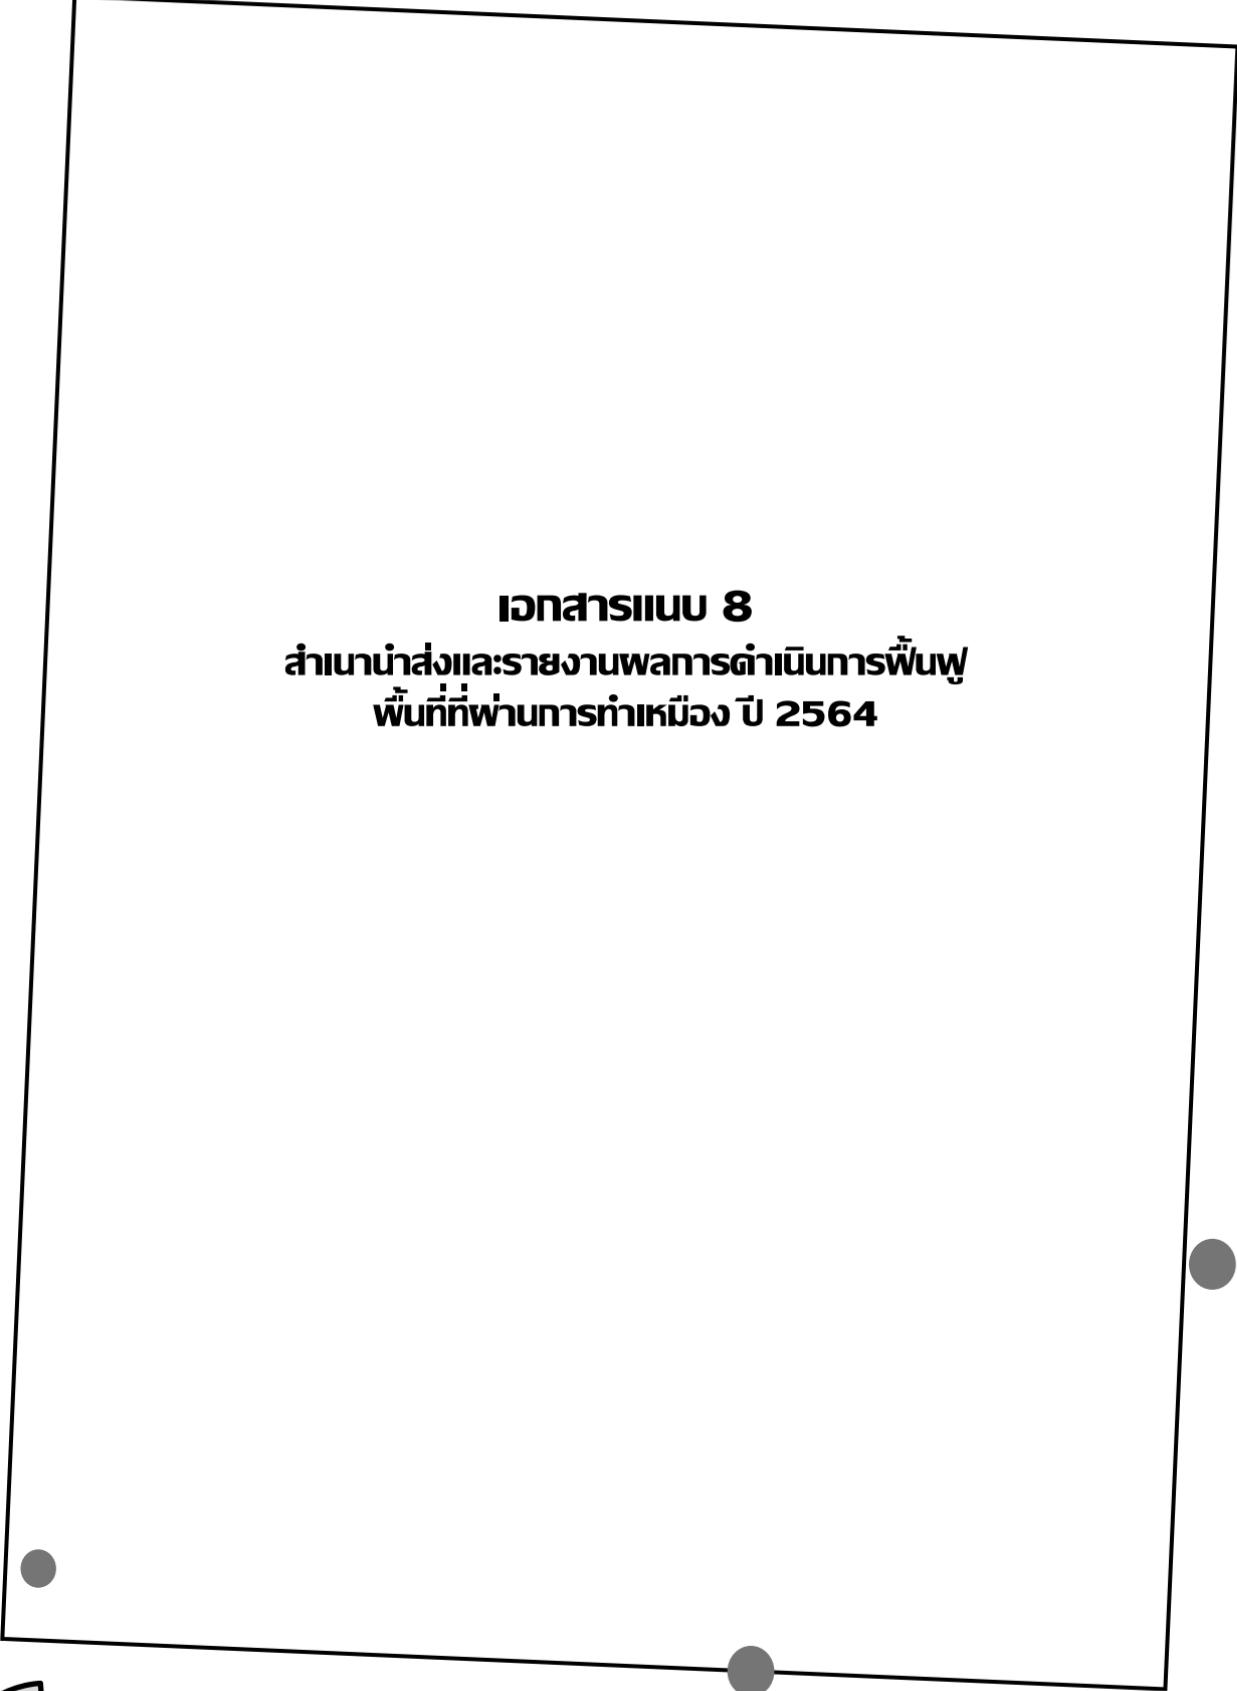 เอกสารแนบ 8
สำเนานำส่งและรายงานผลการดำเนินการฟื้นฟู
พื้นที่ที่ผ่านการทำเหมือง ปี 2564